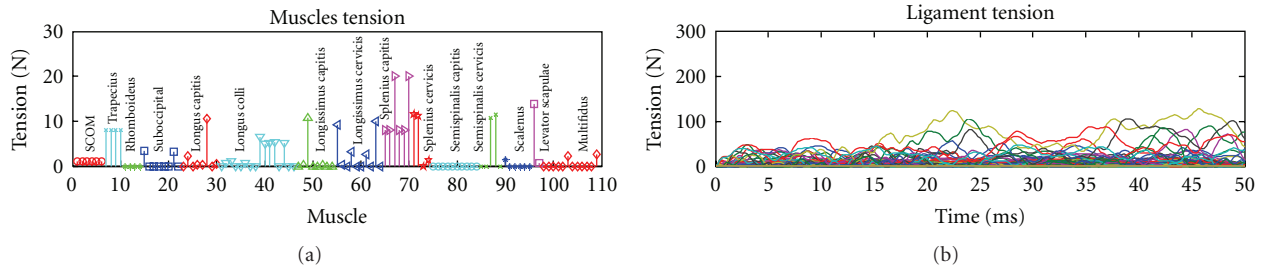 Muscles tension
Tension (N)
30
20
10
0
SCOM
Trapecius
Rhomboideus
Suboccipital
Longus capitis
Longus colli
Longissimus capitis
Longissimus cervicis
Splenius capitis
Splenius cervicis
Semispinalis capitis
Semispinalis cervicis
Scalenus
Levator scapulae
Multifidus
0 10 20 30 40 50 60 70 80 90 100 110
Muscle
(a)
Ligament tension
Tension (N)
300
200
100
0
0 5 10 15 20 25 30 35 40 45 50
Time (ms)
(b)